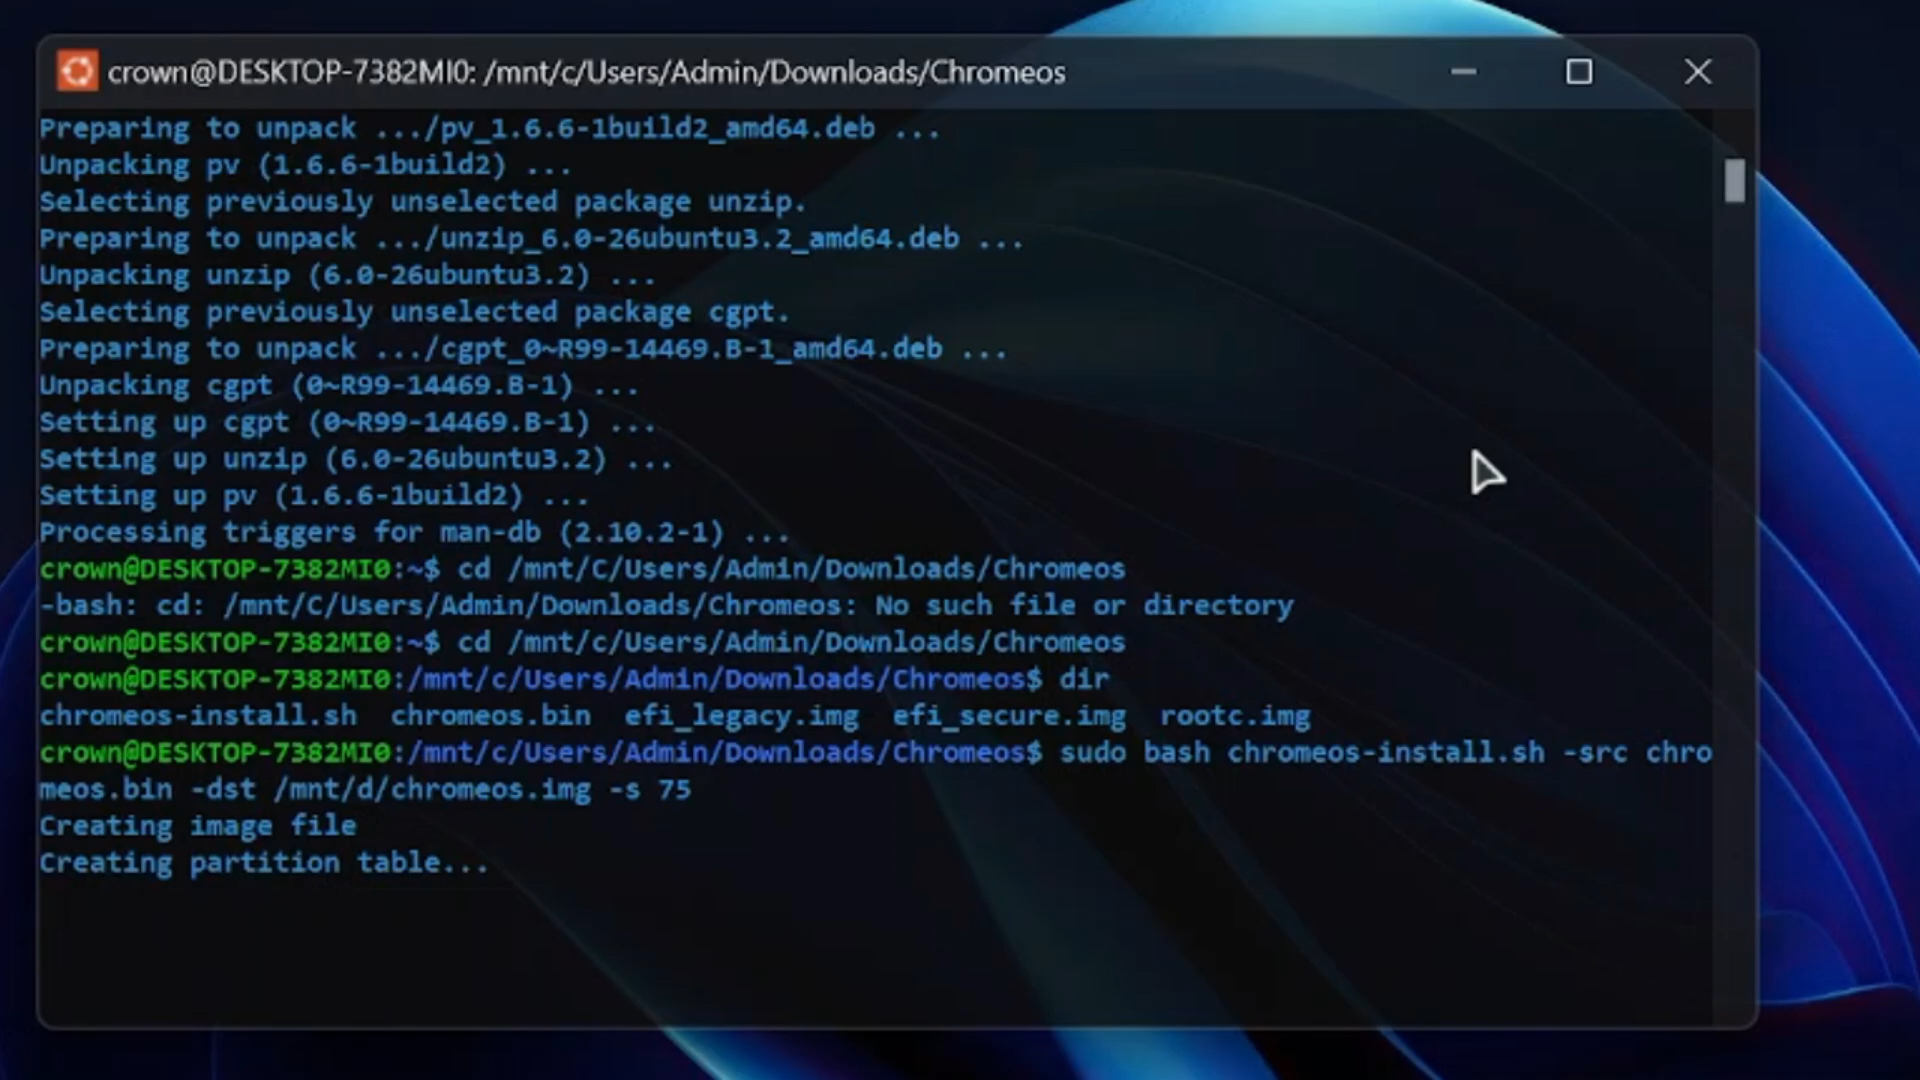 crown@DESKTOP-7382MI0: /mnt/c/Users/Admin/Downloads/Chromeos
Preparing to unpack .../pv_1.6.6-1build2_amd64.deb ...
Unpacking pv (1.6.6-1build2) ...
Selecting previously unselected package unzip.
Preparing to unpack .../unzip_6.0-26ubuntu3.2_amd64.deb ...
Unpacking unzip (6.0-26ubuntu3.2) ...
Selecting previously unselected package cgpt.
Preparing to unpack .../cgpt_0~R99-14469.B-1_amd64.deb ...
Unpacking cgpt (0~R99-14469.B-1) ...
Setting up cgpt (0~R99-14469.B-1) ...
Setting up unzip (6.0-26ubuntu3.2) ...
Setting up pv (1.6.6-1build2) ...
Processing triggers for man-db (2.10.2-1) ...
crown@DESKTOP-7382MI0:~$ cd /mnt/C/Users/Admin/Downloads/Chromeos
-bash: cd: /mnt/C/Users/Admin/Downloads/Chromeos: No such file or directory
crown@DESKTOP-7382MI0:~$ cd /mnt/c/Users/Admin/Downloads/Chromeos
crown@DESKTOP-7382MI0:/mnt/c/Users/Admin/Downloads/Chromeos$ dir
chromeos-install.sh  chromeos.bin  efi_legacy.img  efi_secure.img  rootc.img
crown@DESKTOP-7382MI0:/mnt/c/Users/Admin/Downloads/Chromeos$ sudo bash chromeos-install.sh -src chro
meos.bin -dst /mnt/d/chromeos.img -s 75
Creating image file
Creating partition table...